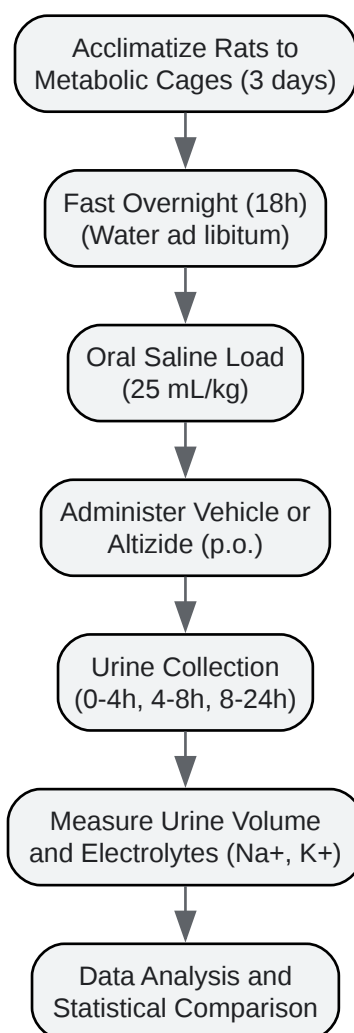 Acclimatize Rats to
Metabolic Cages (3 days)
Fast Overnight (18h)
(Water ad libitum)
Oral Saline Load
(25 mL/kg)
Administer Vehicle or
Altizide (p.o.)
Urine Collection
(0-4h, 4-8h, 8-24h)
Measure Urine Volume
and Electrolytes (Na+, K+)
Data Analysis and
Statistical Comparison